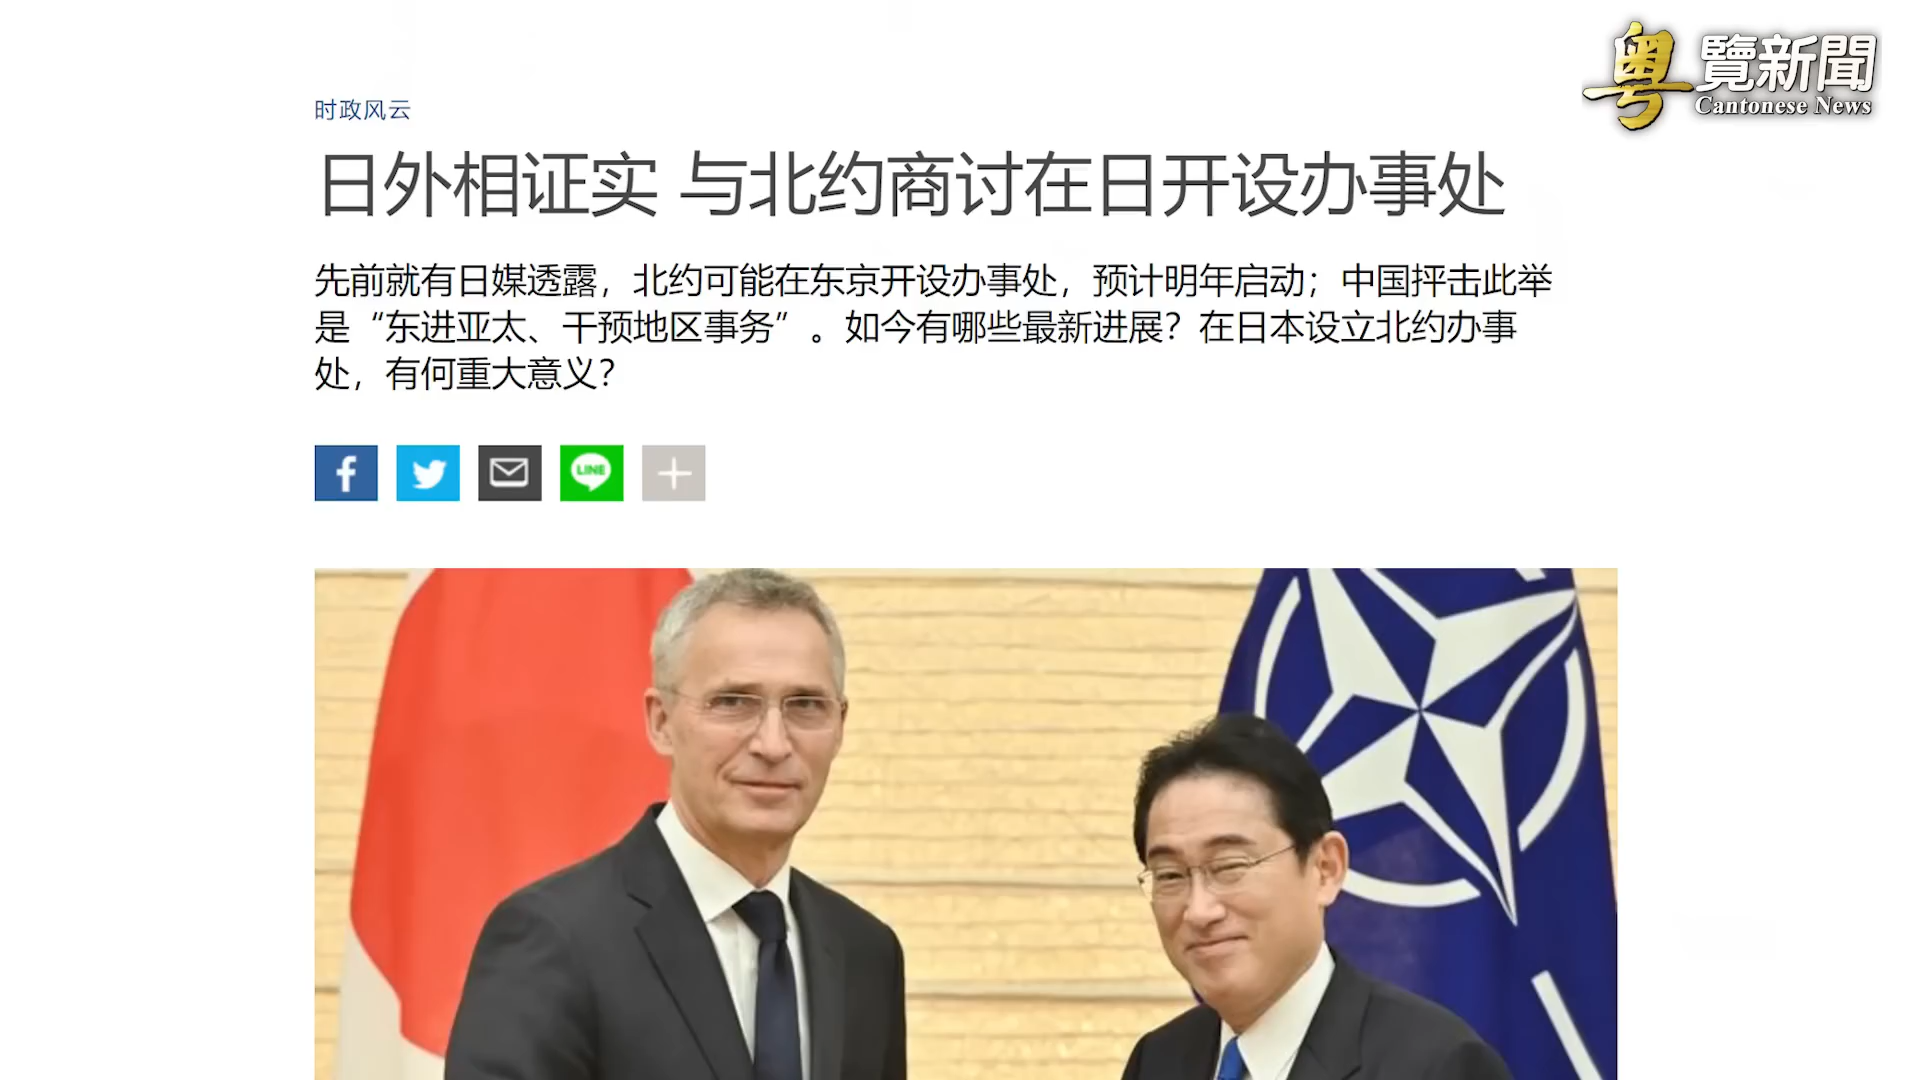 粤覽新聞
Cantonese News
时政风云
日外相证实 与北约商讨在日开设办事处
先前就有日媒透露，北约可能在东京开设办事处，预计明年启动；中国抨击此举
是“东进亚太、干预地区事务”。如今有哪些最新进展？在日本设立北约办事
处，有何重大意义？
LINE